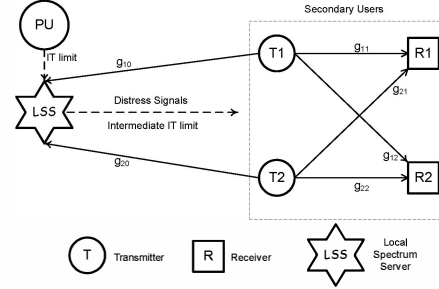 Secondary Users
PU
IT limit
T1
g10
g11
R1
LSS
Distress Signals
Intermediate IT limit
g21
g20
T2
g12
g22
R2
T
Transmitter
R
Receiver
LSS
Local
Spectrum
Server